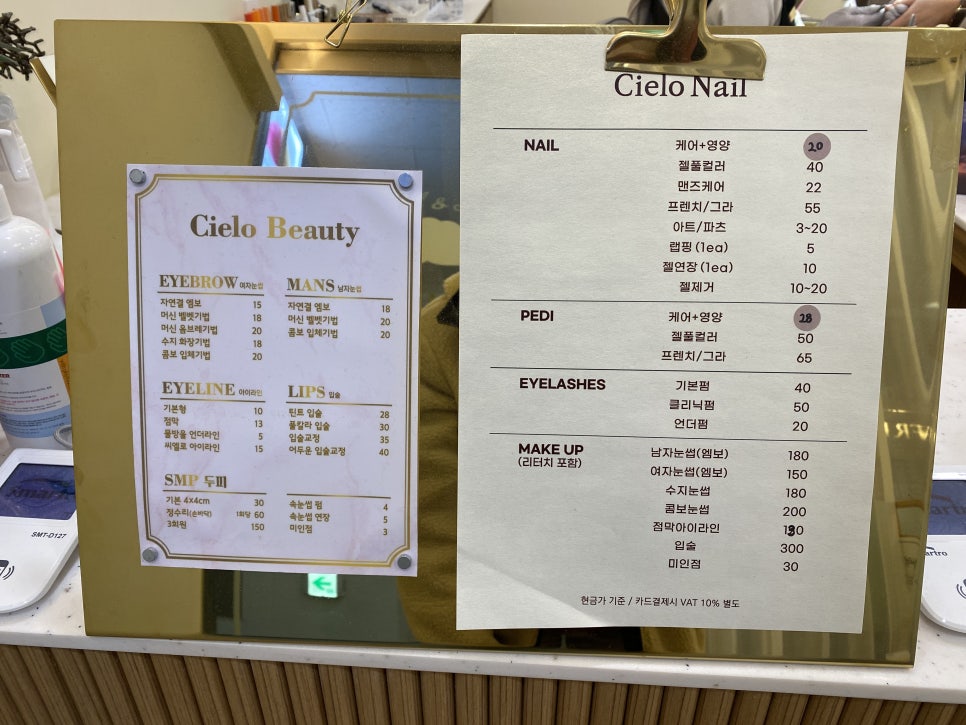 Cielo Beauty
EYEBROW 여자눈썹
자연결 엠보 15
머신 벨벳기법 18
머신 옴브레기법 20
수지 화장기법 18
콤보 입체기법 20
MANS 남자눈썹
자연결 엠보 18
머신 벨벳기법 20
콤보 입체기법 20
EYELINE 아이라인
기본형 10
점막 13
물방울 언더라인 5
씨엘로 아이라인 15
LIPS 입술
틴트 입술 28
풀칼라 입술 30
입술교정 35
어두운 입술교정 40
SMP 두피
기본 4x4cm 30
정수리(손바닥) 1회당 60
3회원 150
속눈썹 펌 4
속눈썹 연장 5
미인점 3
Cielo Nail
NAIL 케어+영양 20
젤풀컬러 40
맨즈케어 22
프렌치/그라 55
아트/파츠 3~20
랩핑 (1ea) 5
젤연장 (1ea) 10
젤제거 10~20
PEDI 케어+영양
젤풀컬러 50
프렌치/그라 65
EYELASHES 기본펌 40
클리닉펌 50
언더펌 20
MAKE UP 남자눈썹(엠보) 180
(리터치 포함) 여자눈썹(엠보) 150
수지눈썹 180
콤보눈썹 200
점막아이라인
입술 300
미인점 30
현금가 기준 / 카드결제시 VAT 10% 별도
SMT-D127